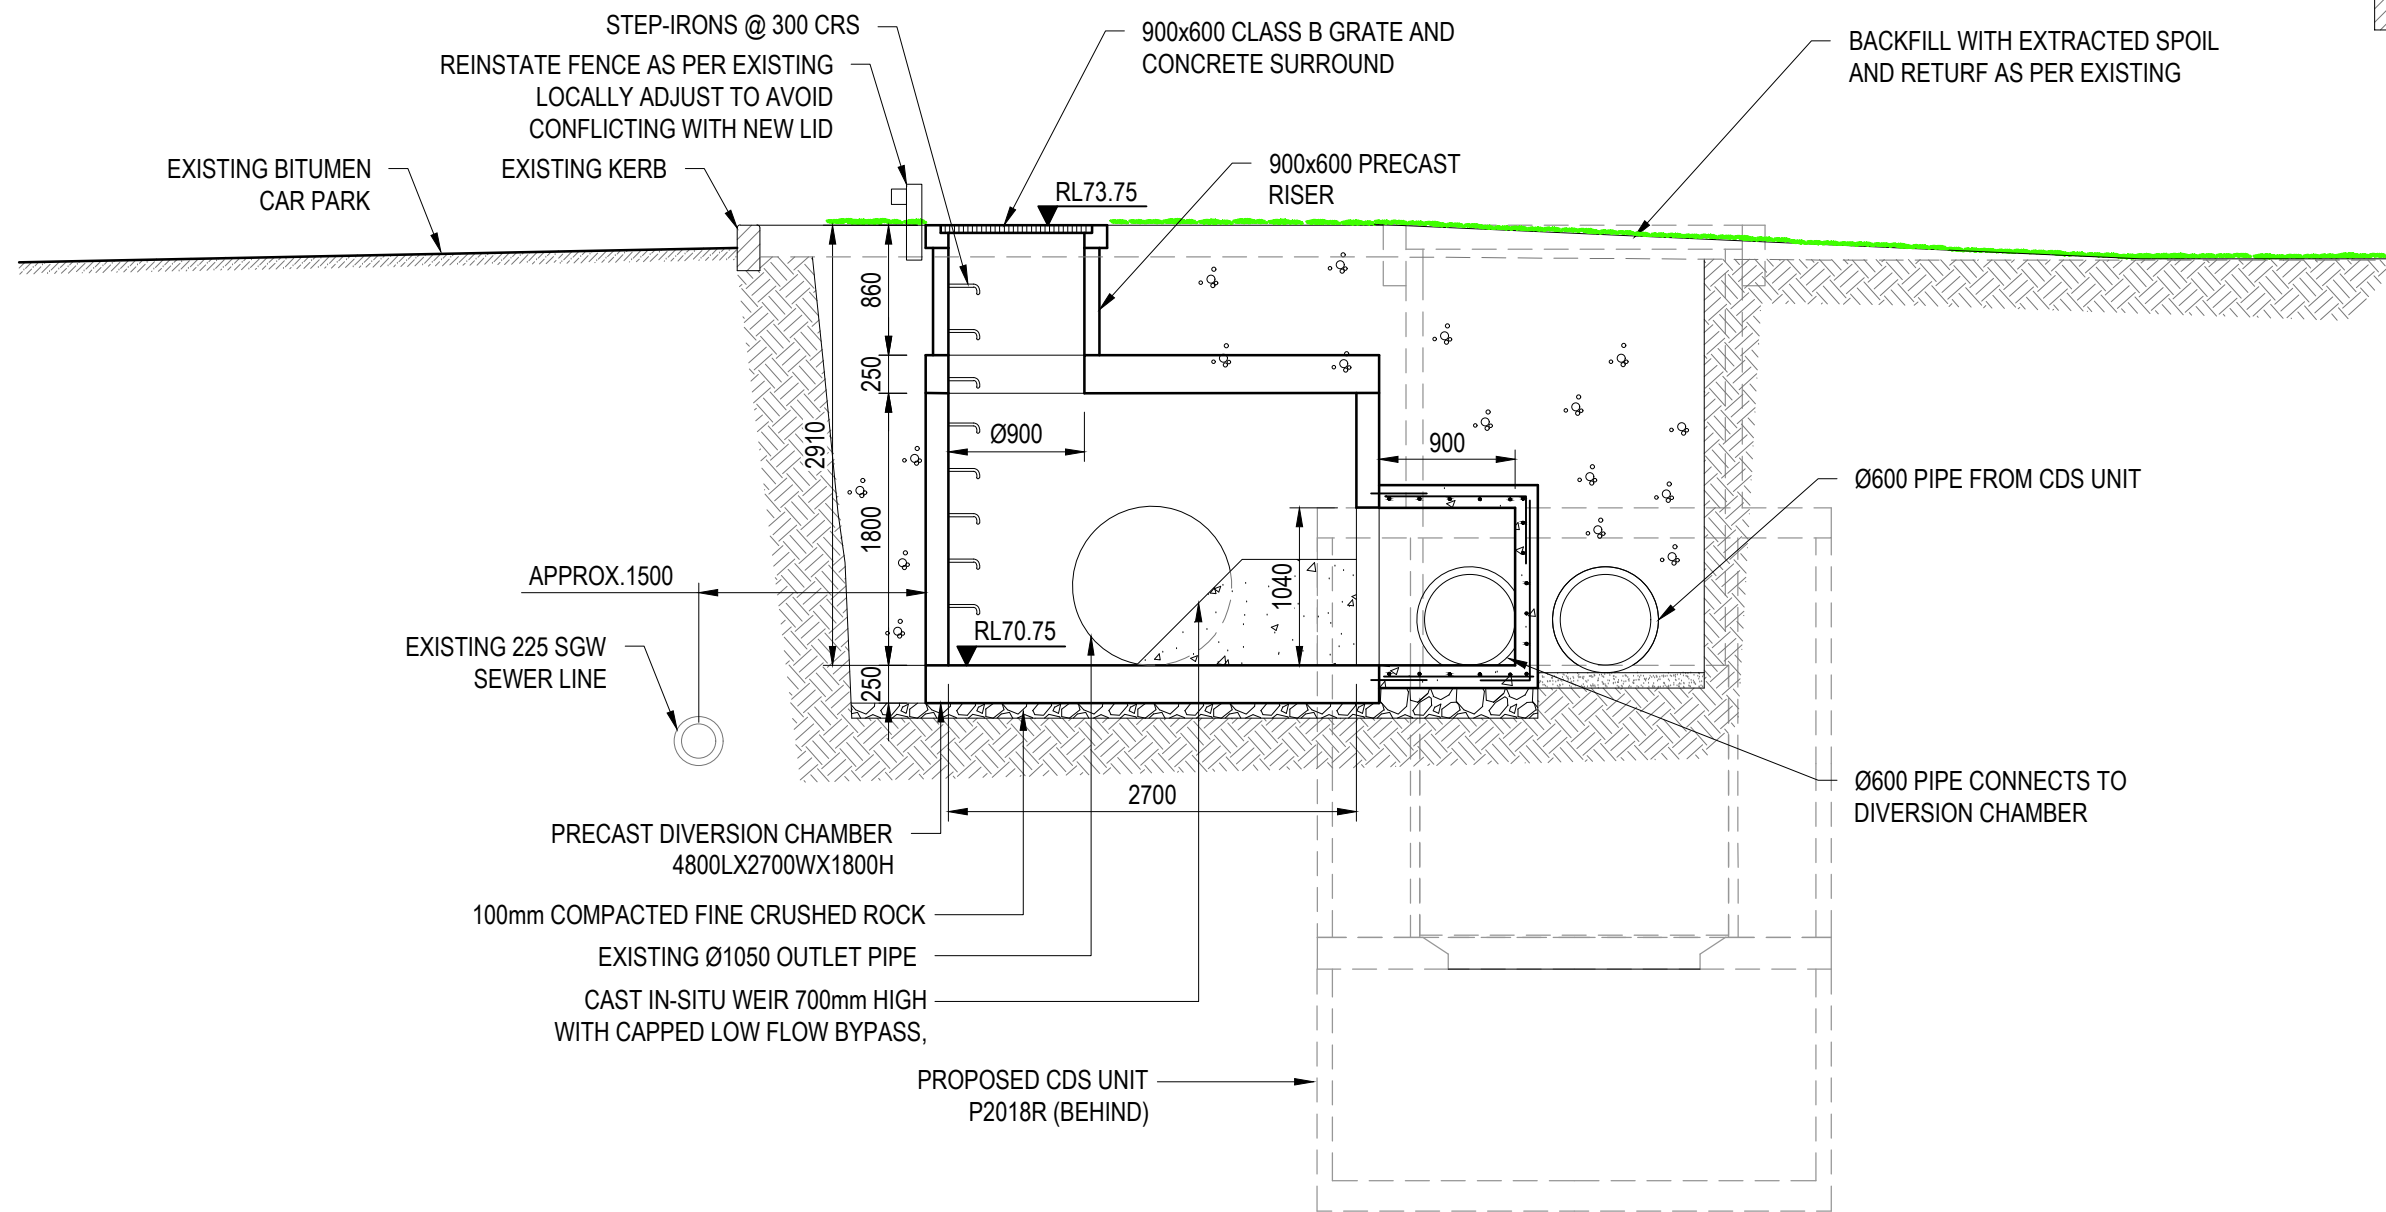 STEP-IRONS @ 300 CRS
REINSTATE FENCE AS PER EXISTING
LOCALLY ADJUST TO AVOID
CONFLICTING WITH NEW LID
900x600 CLASS B GRATE AND
CONCRETE SURROUND
BACKFILL WITH EXTRACTED SPOIL
AND RETURF AS PER EXISTING
EXISTING BITUMEN
CAR PARK
EXISTING KERB
900x600 PRECAST
RISER
RL73.75
860
250
2910
1800
Ø900
900
1040
250
RL70.75
Ø600 PIPE FROM CDS UNIT
APPROX.1500
EXISTING 225 SGW
SEWER LINE
2700
Ø600 PIPE CONNECTS TO
DIVERSION CHAMBER
PRECAST DIVERSION CHAMBER
4800LX2700WX1800H
100mm COMPACTED FINE CRUSHED ROCK
EXISTING Ø1050 OUTLET PIPE
CAST IN-SITU WEIR 700mm HIGH
WITH CAPPED LOW FLOW BYPASS,
PROPOSED CDS UNIT
P2018R (BEHIND)